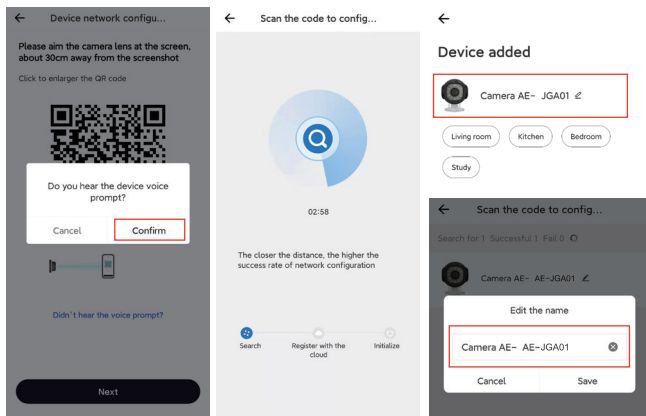 Device network configu...
Please aim the camera lens at the screen,
about 30cm away from the screenshot
Click to enlarger the QR code
Do you hear the device voice
prompt?
Cancel
Confirm
Didn't hear the voice prompt?
Next
Scan the code to config...
02:58
The closer the distance, the higher the
success rate of network configuration
Search
Register with the
cloud
Initialize
Device added
Camera AE- JGA01
Living room
Kitchen
Bedroom
Study
Scan the code to config...
Search for 1 Successful 1 Fail 0
Camera AE- AE-JGA01
Edit the name
Camera AE- AE-JGA01
Cancel
Save